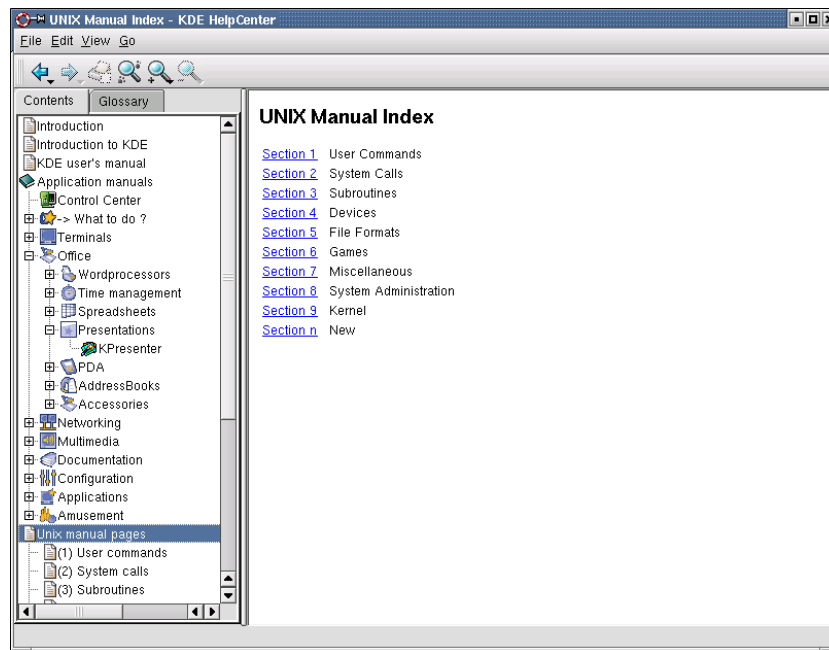 UNIX Manual Index - KDE HelpCenter
File Edit View Go
Contents Glossary
Introduction
Introduction to KDE
KDE user's manual
Application manuals
Control Center
-> What to do ?
Terminals
Office
Wordprocessors
Time management
Spreadsheets
Presentations
KPresenter
PDA
AddressBooks
Accessories
Networking
Multimedia
Documentation
Configuration
Applications
Amusement
Unix manual pages
(1) User commands
(2) System calls
(3) Subroutines
UNIX Manual Index
Section 1 User Commands
Section 2 System Calls
Section 3 Subroutines
Section 4 Devices
Section 5 File Formats
Section 6 Games
Section 7 Miscellaneous
Section 8 System Administration
Section 9 Kernel
Section n New